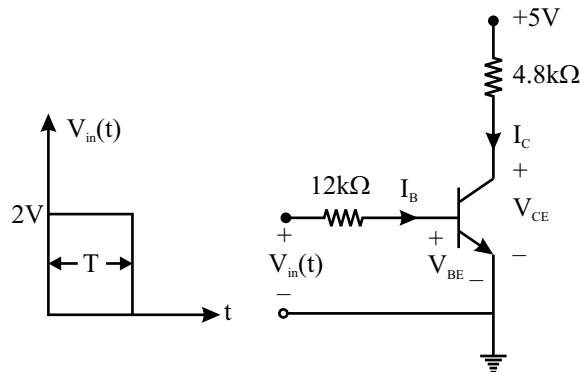 +5V
4.8kΩ
V_in(t)
I_C
+
12kΩ
I_B
V_CE
2V
+
T
+
V_in(t)
V_BE
–
–
–
t